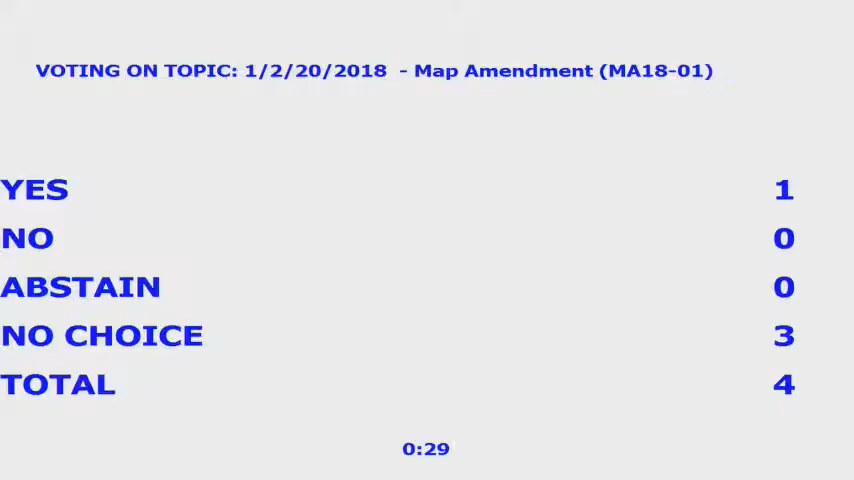 VOTING ON TOPIC: 1/2/20/2018 - Map Amendment (MA18-01)
YES 1
NO 0
ABSTAIN 0
NO CHOICE 3
TOTAL 4
0:29